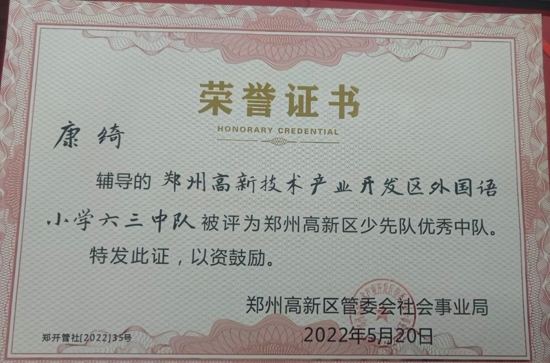 荣誉证书
HONORARY CREDENTIAL
康绮
辅导的 郑州高新技术产业开发区外国语
小学六三中队 被评为郑州高新区少先队优秀中队。
特发此证，以资鼓励。
郑州高新区管委会社会事业局
郑开管社[2022]35号
2022年5月20日